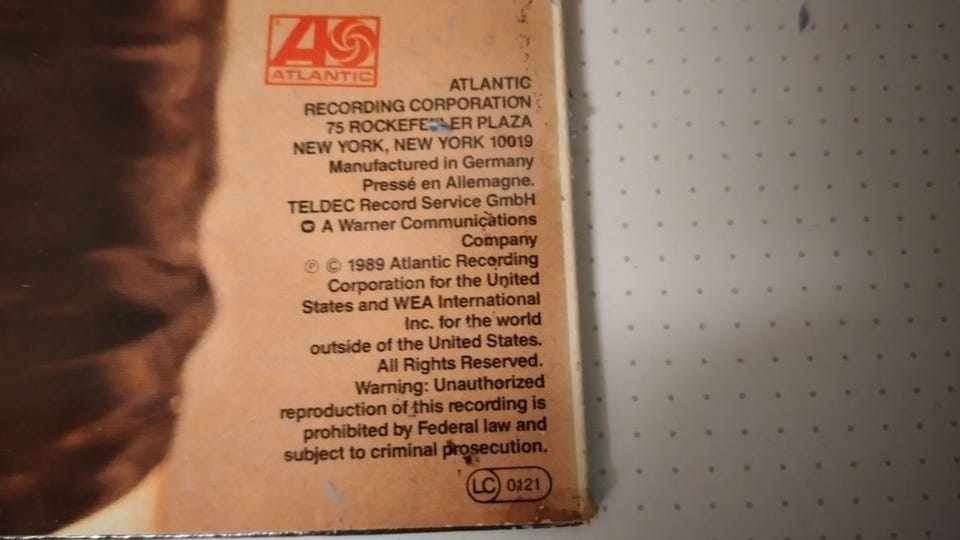 ATLANTIC
ATLANTIC
RECORDING CORPORATION
75 ROCKEFELLER PLAZA
NEW YORK, NEW YORK 10019
Manufactured in Germany
Pressé en Allemagne.
TELDEC Record Service GmbH
A Warner Communications
Company
℗ © 1989 Atlantic Recording
Corporation for the United
States and WEA International
Inc. for the world
outside of the United States.
All Rights Reserved.
Warning: Unauthorized
reproduction of this recording is
prohibited by Federal law and
subject to criminal prosecution.
LC 0121